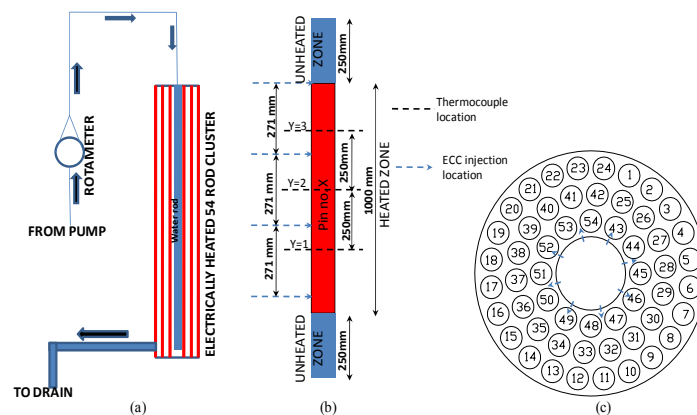 (a)
ROTAMETER
FROM PUMP
TO DRAIN
Water rod
ELECTRICALLY HEATED 54 ROD CLUSTER
(b)
UNHEATED
ZONE
250mm
271 mm
271 mm
271 mm
Y=3
Y=2
Y=1
Pin no. X
250mm
250mm
1000 mm
HEATED ZONE
UNHEATED
ZONE
250mm
Thermocouple
location
ECC injection
location
24
23
1
22
2
21
42
41
25
3
20
40
26
54
43
53
4
19
39
44
27
52
18
38
5
45
28
17
37
51
6
46
29
16
36
50
7
30
49
47
48
15
35
8
31
34
32
33
14
9
13
10
12
11
(c)